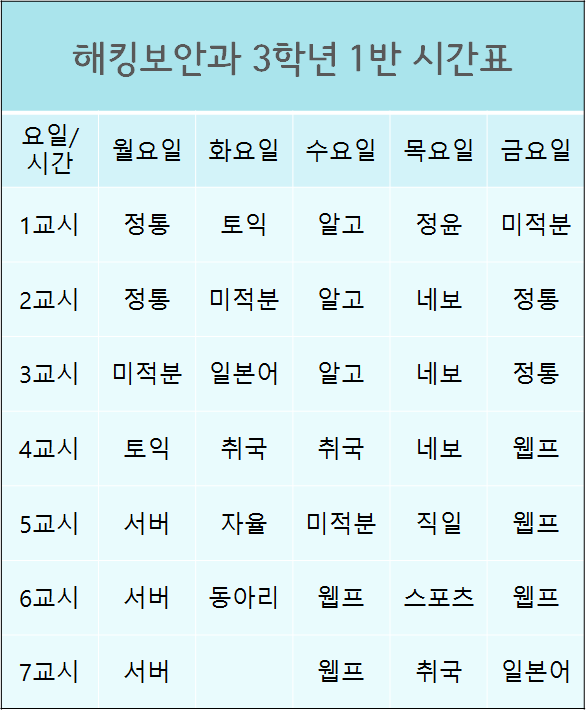 해킹보안과 3학년 1반 시간표
요일/
시간 월요일 화요일 수요일 목요일 금요일
1교시 정통 토익 알고 정윤 미적분
2교시 정통 미적분 알고 네보 정통
3교시 미적분 일본어 알고 네보 정통
4교시 토익 취국 취국 네보 웹프
5교시 서버 자율 미적분 직일 웹프
6교시 서버 동아리 웹프 스포츠 웹프
7교시 서버 웹프 취국 일본어